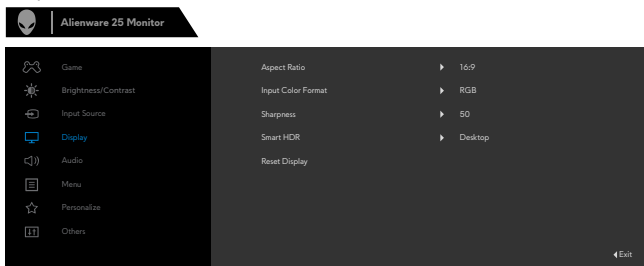 Alienware 25 Monitor
Game
Brightness/Contrast
Input Source
Display
Audio
Menu
Personalize
Others
Aspect Ratio 16:9
Input Color Format RGB
Sharpness 50
Smart HDR Desktop
Reset Display
Exit